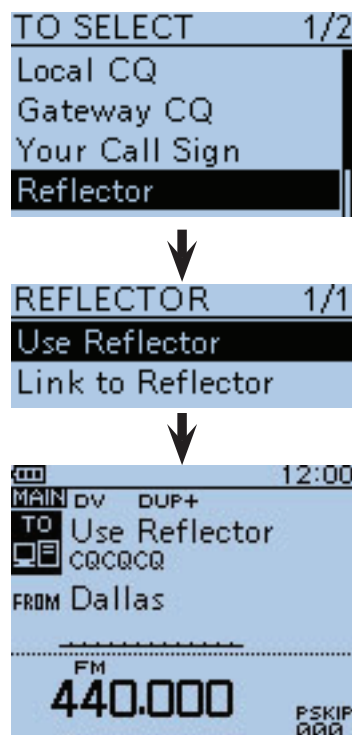 TO SELECT 1/2
Local CQ
Gateway CQ
Your Call Sign
Reflector
REFLECTOR 1/1
Use Reflector
Link to Reflector
12:00
MAIN DV DUP+
TO Use Reflector
CQCQCQ
FROM Dallas
FM
440.000 PSKIP
000